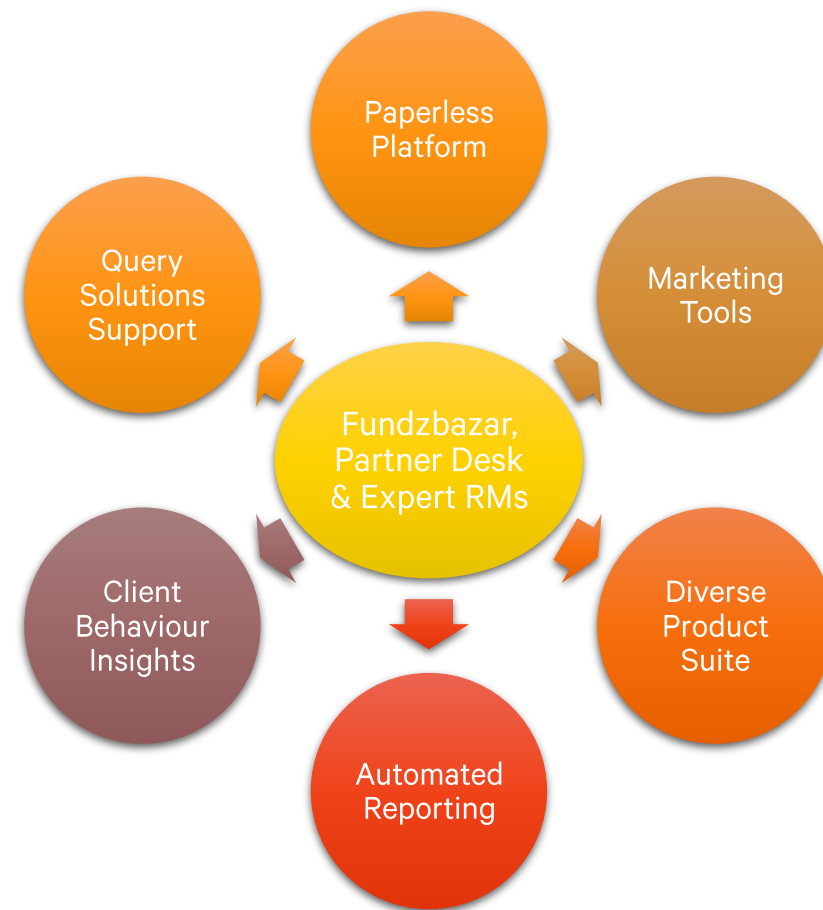 Paperless
Platform
Marketing
Tools
Diverse
Product
Suite
Automated
Reporting
Client
Behaviour
Insights
Query
Solutions
Support
Fundzbazar,
Partner Desk
& Expert RMs